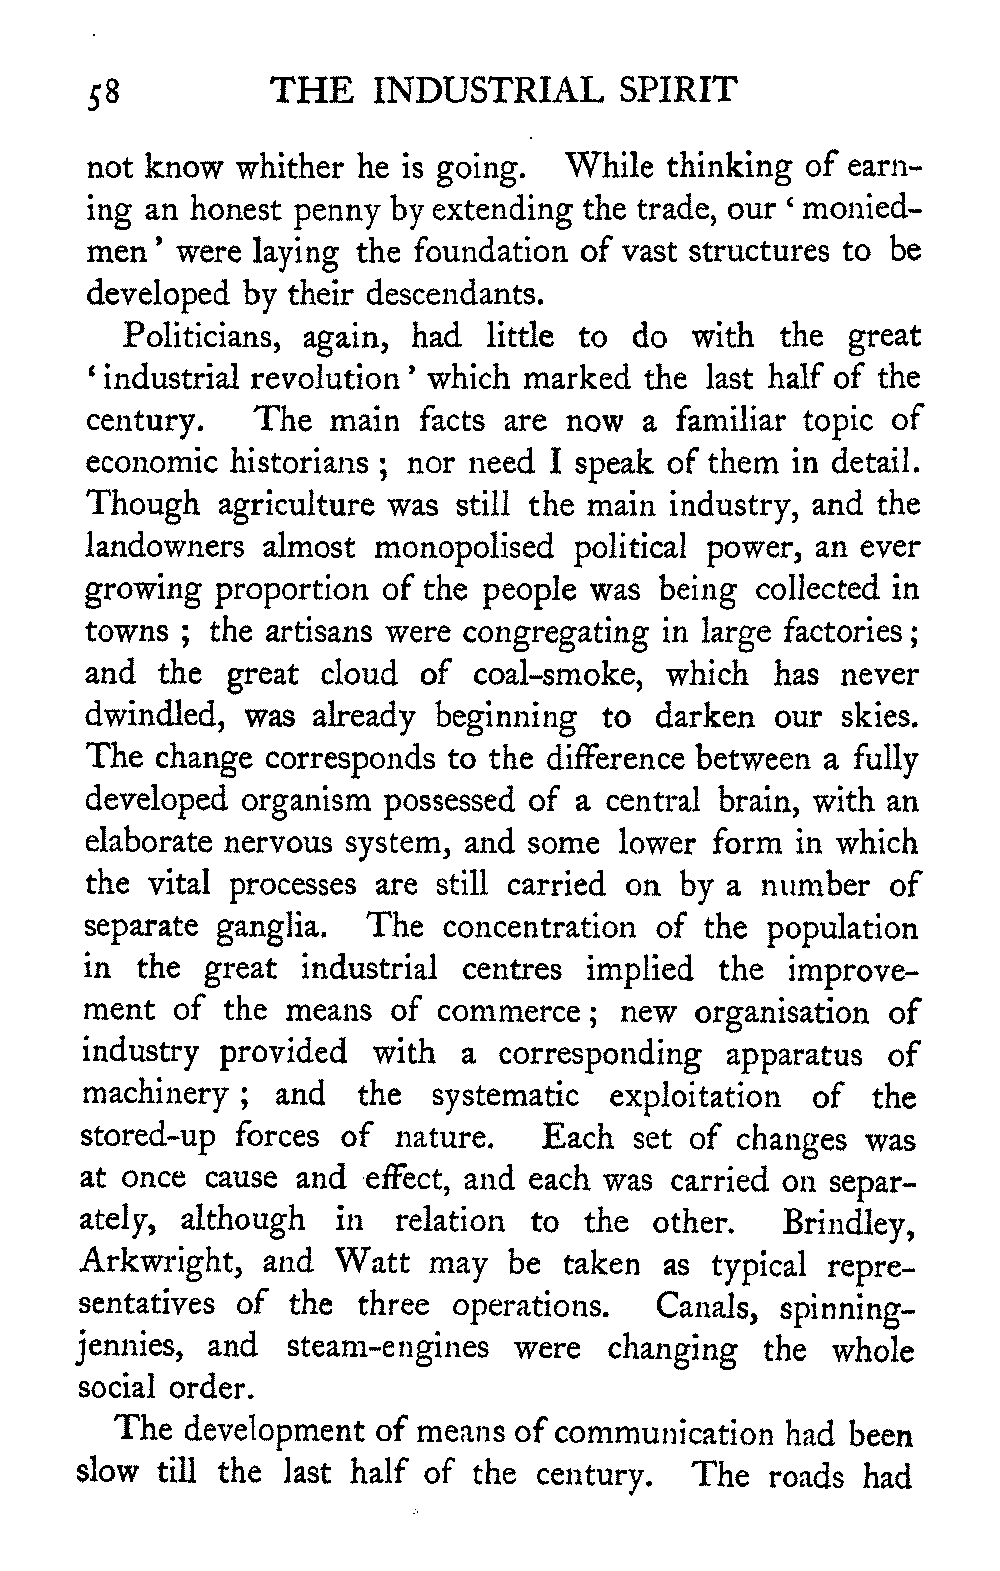 58 THE INDUSTRIAL SPIRIT
not know whither he is going. While thinking of earn-
ing an honest penny by extending the trade, our ‘ monied-
men ’ were laying the foundation of vast structures to be
developed by their descendants.
Politicians, again, had little to do with the great
‘ industrial revolution ’ which marked the last half of the
century. The main facts are now a familiar topic of
economic historians ; nor need I speak of them in detail.
Though agriculture was still the main industry, and the
landowners almost monopolised political power, an ever
growing proportion of the people was being collected in
towns ; the artisans were congregating in large factories ;
and the great cloud of coal-smoke, which has never
dwindled, was already beginning to darken our skies.
The change corresponds to the difference between a fully
developed organism possessed of a central brain, with an
elaborate nervous system, and some lower form in which
the vital processes are still carried on by a number of
separate ganglia. The concentration of the population
in the great industrial centres implied the improve-
ment of the means of commerce ; new organisation of
industry provided with a corresponding apparatus of
machinery ; and the systematic exploitation of the
stored-up forces of nature. Each set of changes was
at once cause and effect, and each was carried on separ-
ately, although in relation to the other. Brindley,
Arkwright, and Watt may be taken as typical repre-
sentatives of the three operations. Canals, spinning-
jennies, and steam-engines were changing the whole
social order.
The development of means of communication had been
slow till the last half of the century. The roads had